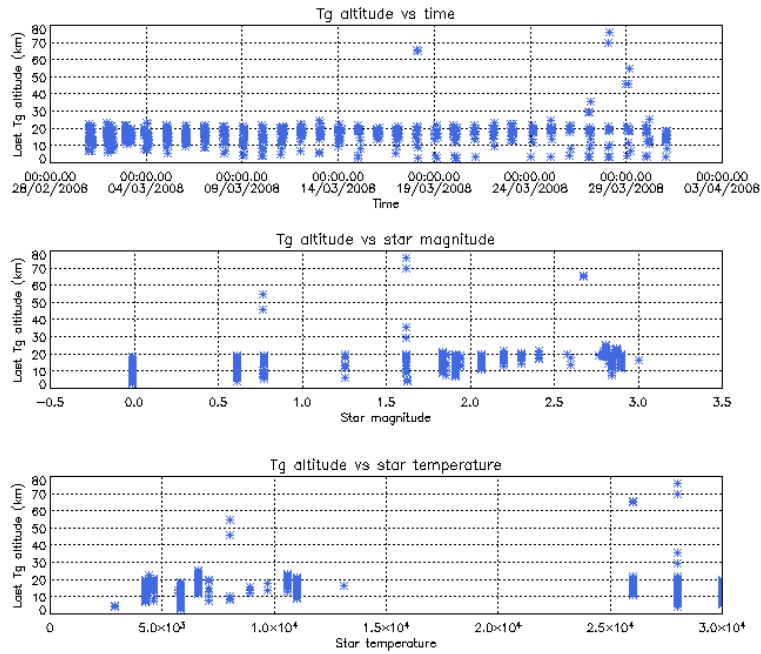 Tg altitude vs time
Last Tg altitude (km)
80
70
60
50
40
30
20
10
0
00:00.00 00:00.00 00:00.00 00:00.00 00:00.00 00:00.00 00:00.00 00:00.00
28/02/2008 04/03/2008 09/03/2008 14/03/2008 19/03/2008 24/03/2008 29/03/2008 03/04/2008
Time
Tg altitude vs star magnitude
Last Tg altitude (km)
80
70
60
50
40
30
20
10
0
-0.5 0.0 0.5 1.0 1.5 2.0 2.5 3.0 3.5
Star magnitude
Tg altitude vs star temperature
Last Tg altitude (km)
80
70
60
50
40
30
20
10
0
0 5.0×10³ 1.0×10⁴ 1.5×10⁴ 2.0×10⁴ 2.5×10⁴ 3.0×10⁴
Star temperature